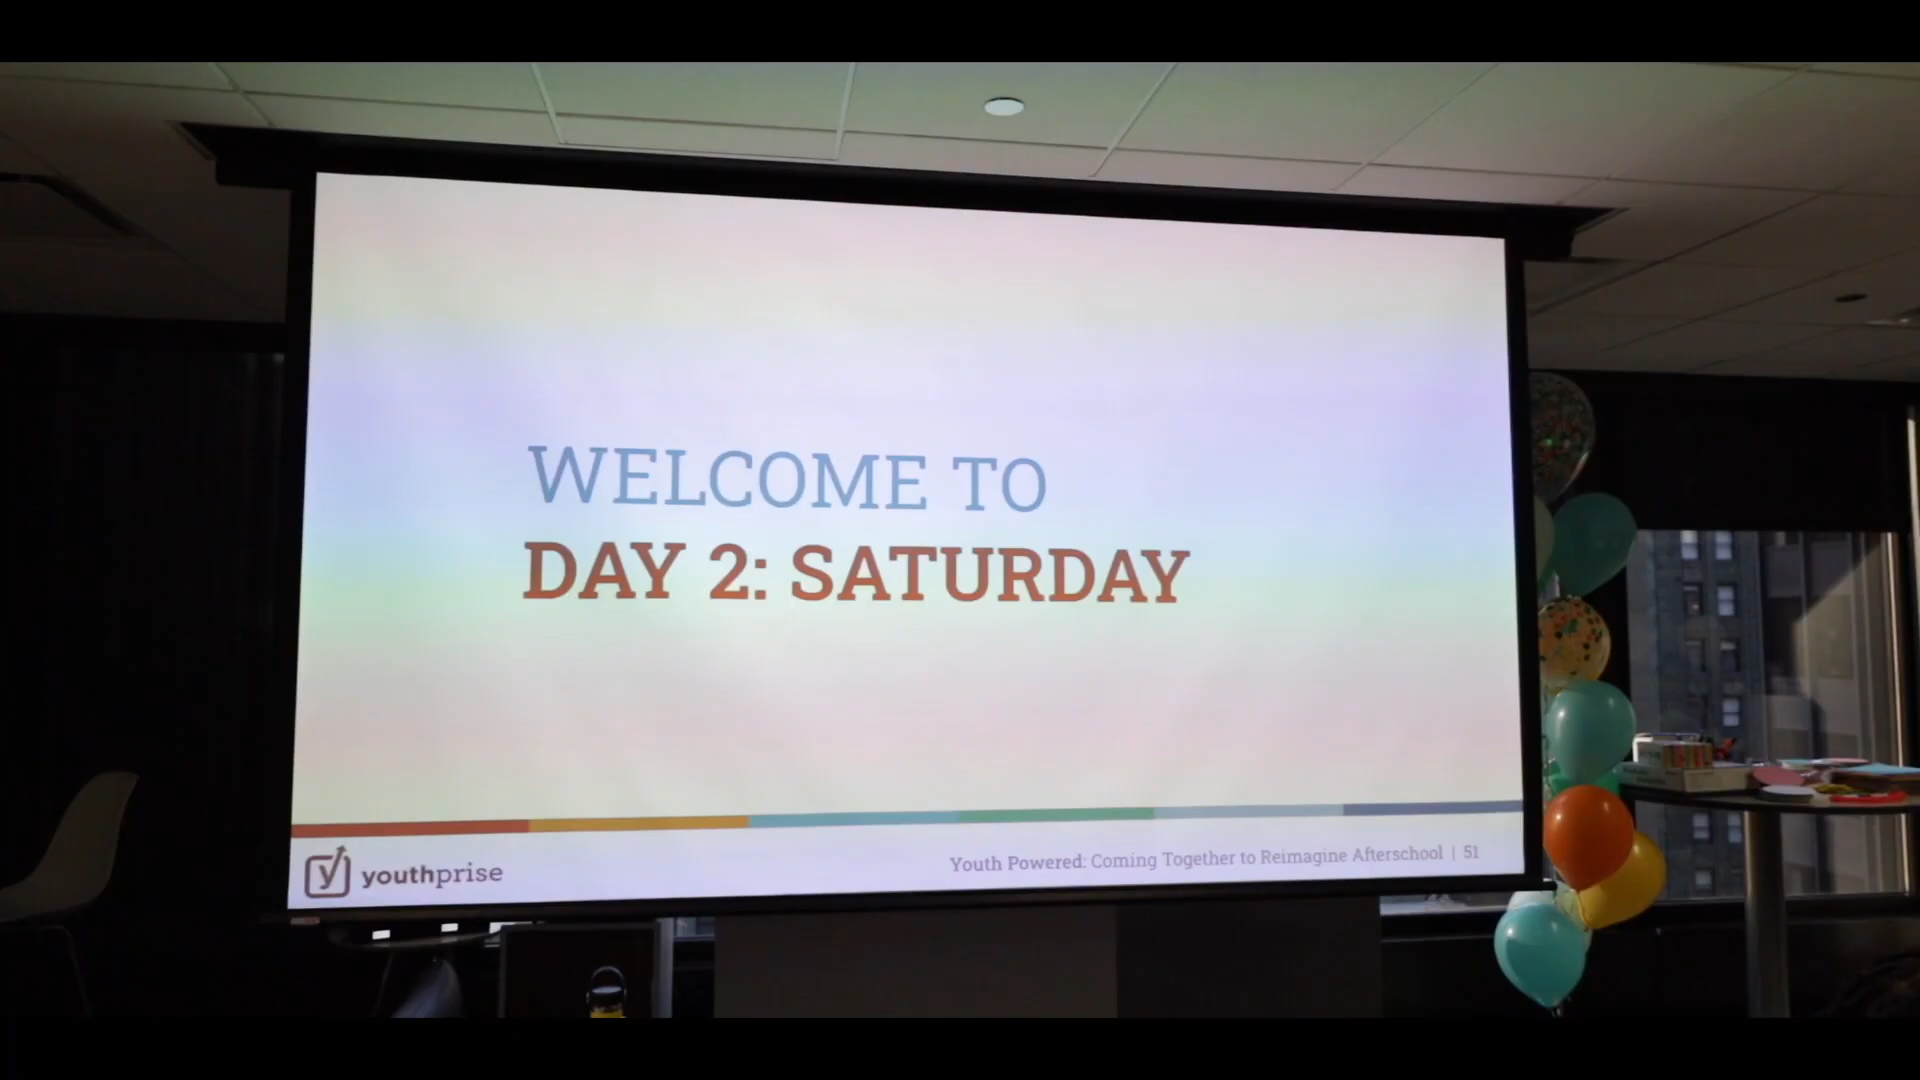 WELCOME TO
DAY 2: SATURDAY
youthprise
Youth Powered: Coming Together to Reimagine Afterschool | 51